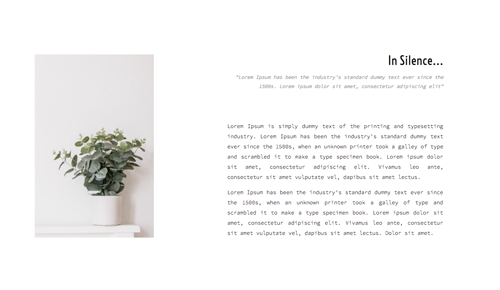 In Silence...
"Lorem Ipsum has been the industry's standard dummy text ever since the
1500s. Lorem ipsum dolor sit amet, consectetur adipiscing elit"
Lorem Ipsum is simply dummy text of the printing and typesetting
industry. Lorem Ipsum has been the industry's standard dummy text
ever since the 1500s, when an unknown printer took a galley of type
and scrambled it to make a type specimen book. Lorem ipsum dolor
sit amet, consectetur adipiscing elit. Vivamus leo ante,
consectetur sit amet vulputate vel, dapibus sit amet lectus.
Lorem Ipsum has been the industry's standard dummy text ever since
the 1500s, when an unknown printer took a galley of type and
scrambled it to make a type specimen book. Lorem ipsum dolor sit
amet, consectetur adipiscing elit. Vivamus leo ante, consectetur
sit amet vulputate vel, dapibus sit amet lectus. Dolor sit amet.